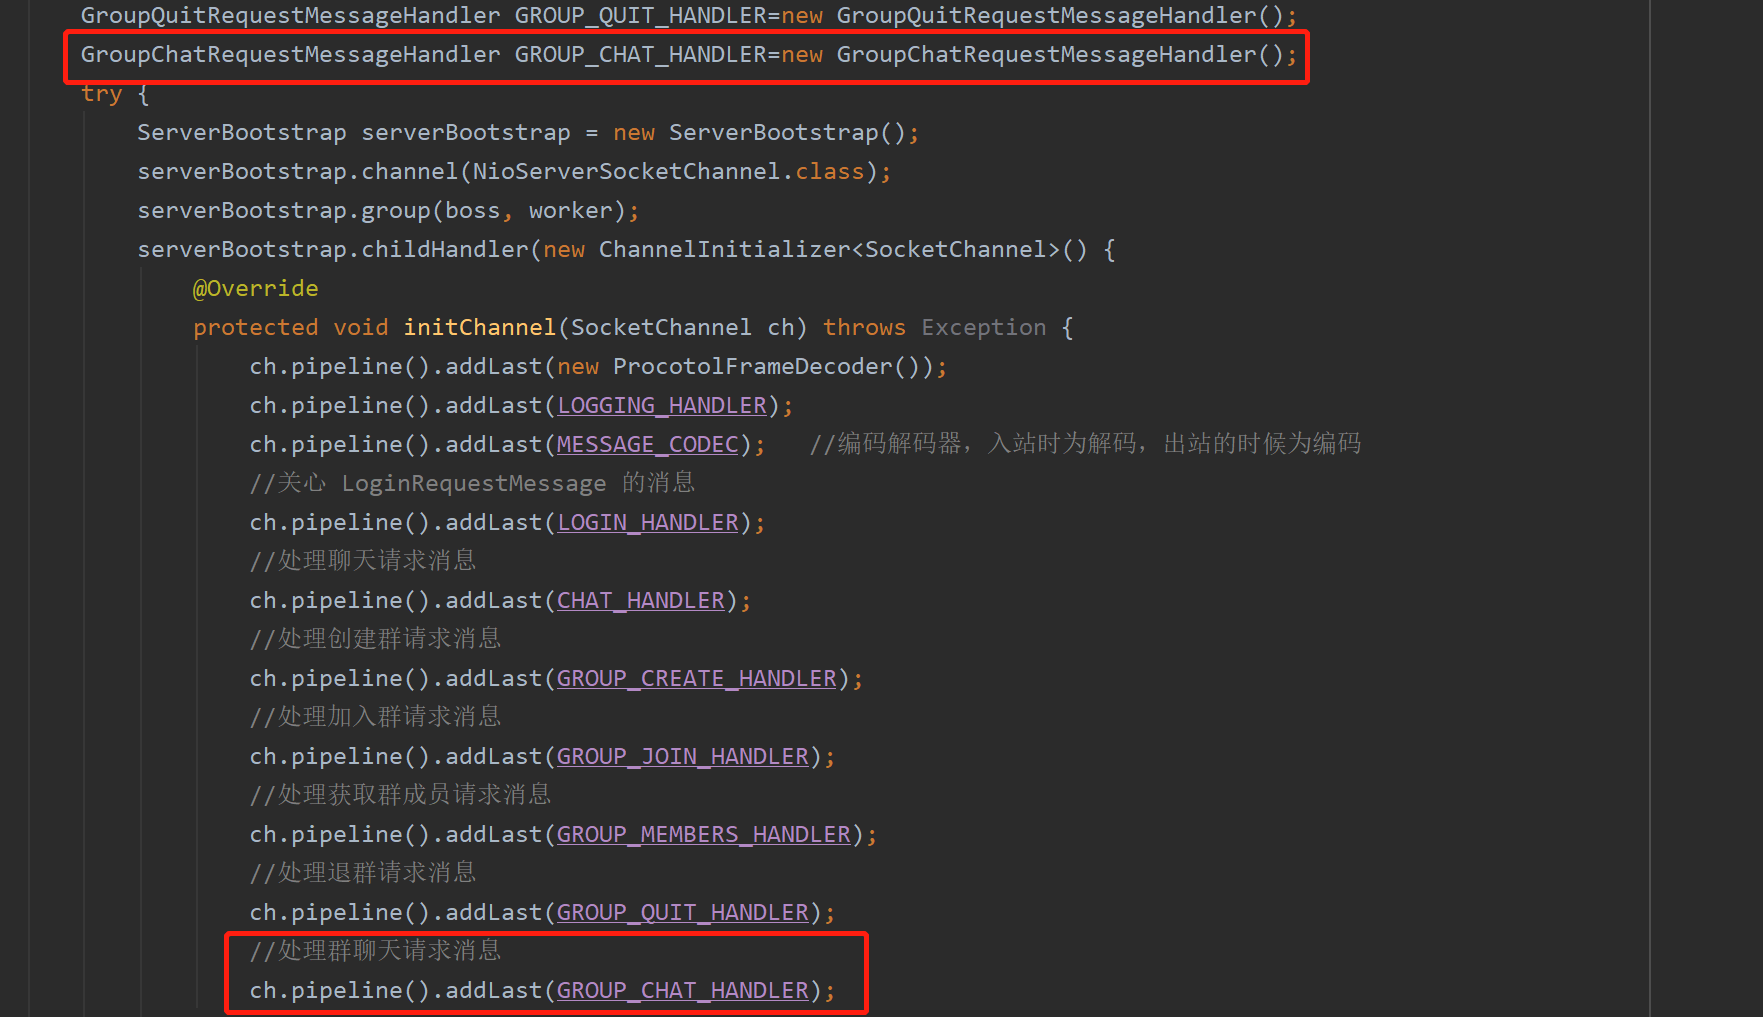 GroupQuitRequestMessageHandler GROUP_QUIT_HANDLER=new GroupQuitRequestMessageHandler();
GroupChatRequestMessageHandler GROUP_CHAT_HANDLER=new GroupChatRequestMessageHandler();
try {
ServerBootstrap serverBootstrap = new ServerBootstrap();
serverBootstrap.channel(NioServerSocketChannel.class);
serverBootstrap.group(boss, worker);
serverBootstrap.childHandler(new ChannelInitializer<SocketChannel>() {
@Override
protected void initChannel(SocketChannel ch) throws Exception {
ch.pipeline().addLast(new ProcotolFrameDecoder());
ch.pipeline().addLast(LOGGING_HANDLER);
ch.pipeline().addLast(MESSAGE_CODEC);   //编码解码器，入站时为解码，出站的时候为编码
//关心 LoginRequestMessage 的消息
ch.pipeline().addLast(LOGIN_HANDLER);
//处理聊天请求消息
ch.pipeline().addLast(CHAT_HANDLER);
//处理创建群请求消息
ch.pipeline().addLast(GROUP_CREATE_HANDLER);
//处理加入群请求消息
ch.pipeline().addLast(GROUP_JOIN_HANDLER);
//处理获取群成员请求消息
ch.pipeline().addLast(GROUP_MEMBERS_HANDLER);
//处理退群请求消息
ch.pipeline().addLast(GROUP_QUIT_HANDLER);
//处理群聊天请求消息
ch.pipeline().addLast(GROUP_CHAT_HANDLER);